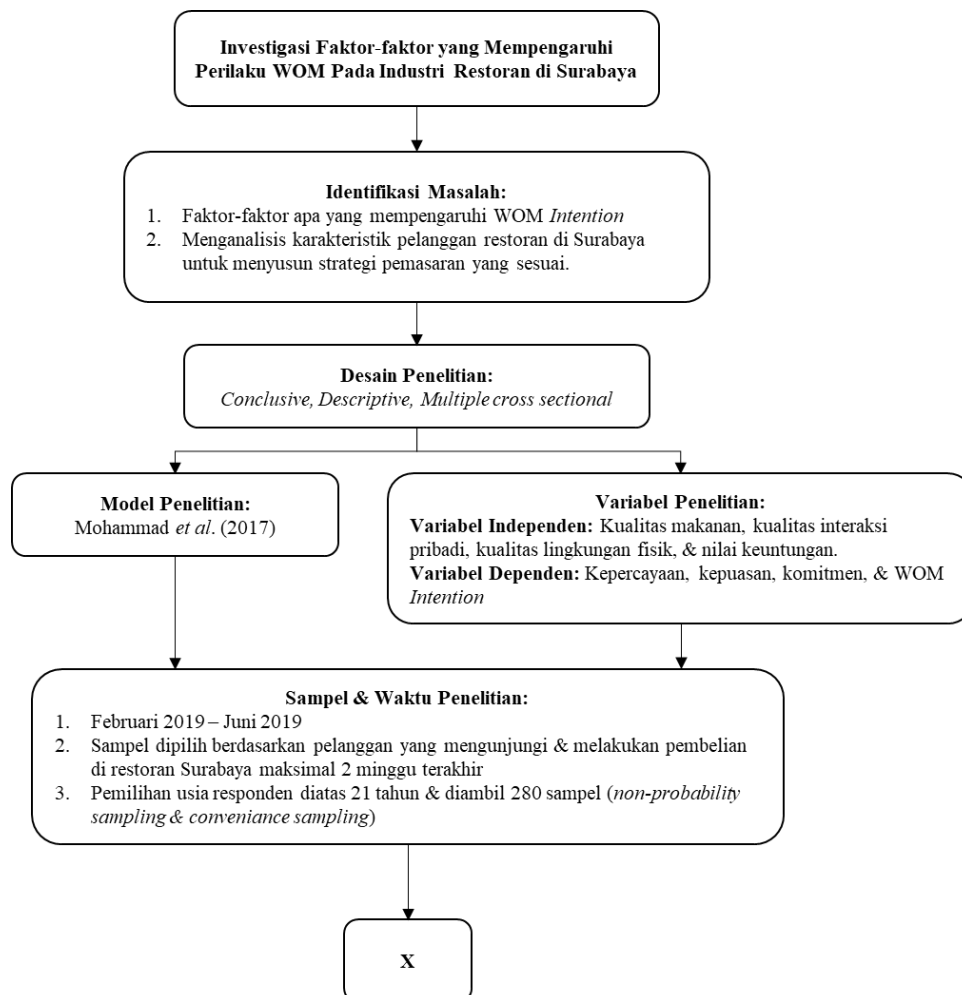 Investigasi Faktor-faktor yang Mempengaruhi
Perilaku WOM Pada Industri Restoran di Surabaya
Identifikasi Masalah:
1. Faktor-faktor apa yang mempengaruhi WOM Intention
2. Menganalisis karakteristik pelanggan restoran di Surabaya
untuk menyusun strategi pemasaran yang sesuai.
Desain Penelitian:
Conclusive, Descriptive, Multiple cross sectional
Model Penelitian:
Mohammad et al. (2017)
Variabel Penelitian:
Variabel Independen: Kualitas makanan, kualitas interaksi
pribadi, kualitas lingkungan fisik, & nilai keuntungan.
Variabel Dependen: Kepercayaan, kepuasan, komitmen, & WOM
Intention
Sampel & Waktu Penelitian:
1. Februari 2019 – Juni 2019
2. Sampel dipilih berdasarkan pelanggan yang mengunjungi & melakukan pembelian
di restoran Surabaya maksimal 2 minggu terakhir
3. Pemilihan usia responden diatas 21 tahun & diambil 280 sampel (non-probability
sampling & conveniance sampling)
X